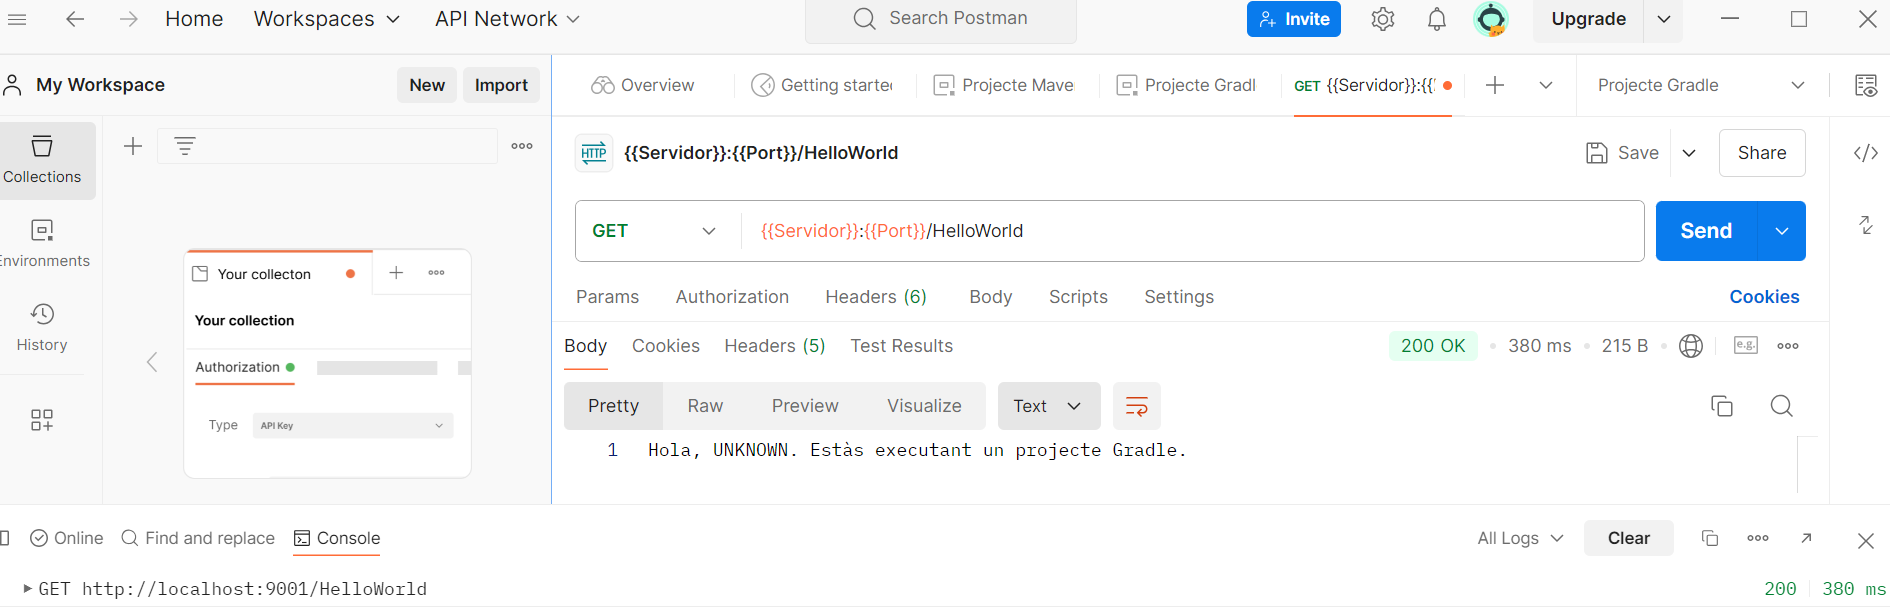 Home Workspaces API Network Search Postman Invite Upgrade
My Workspace New Import Overview Getting starte Projecte Mave Projecte Gradl GET {{Servidor}}:{{ Projecte Gradle
HTTP {{Servidor}}:{{Port}}/HelloWorld Save Share
Collections
GET {{Servidor}}:{{Port}}/HelloWorld Send
Environments
Your collecton
Params Authorization Headers (6) Body Scripts Settings Cookies
Your collection
History
Body Cookies Headers (5) Test Results 200 OK 380 ms 215 B e.g.
Authorization
Type API Key
Pretty Raw Preview Visualize Text
1 Hola, UNKNOWN. Estàs executant un projecte Gradle.
Online Find and replace Console All Logs Clear
GET http://localhost:9001/HelloWorld 200 380 ms